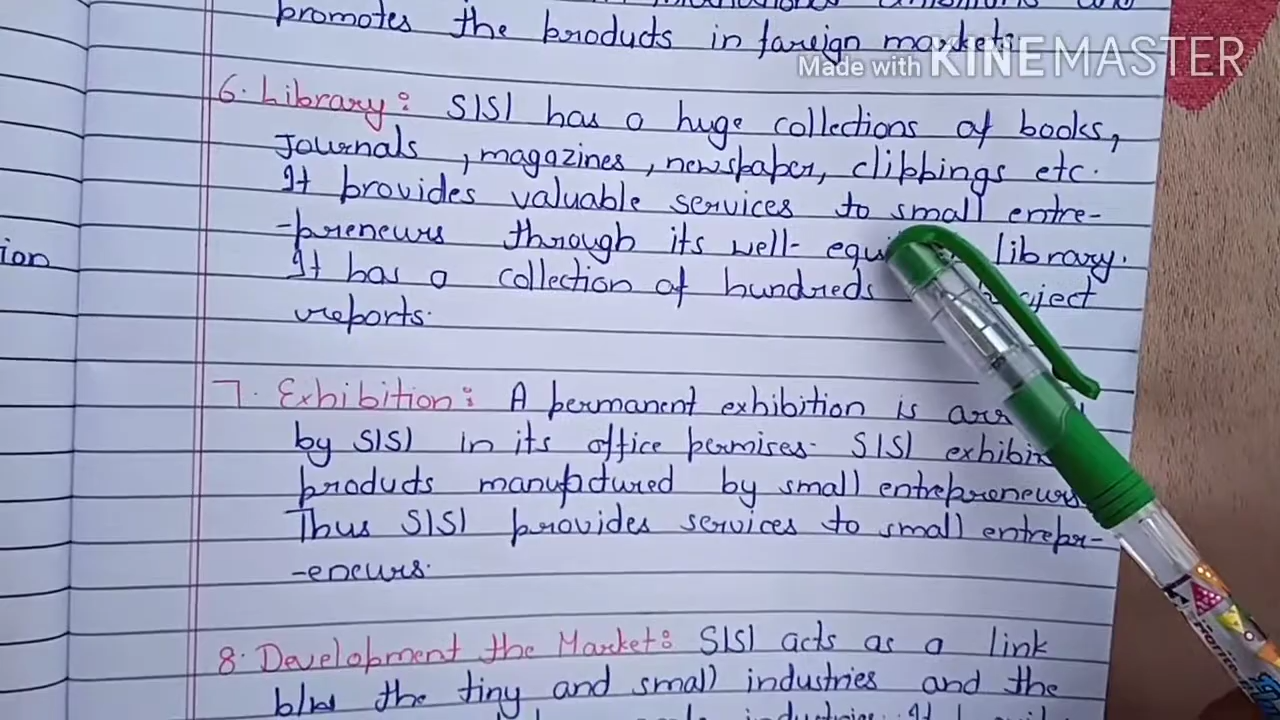 promotes the products in foreign markets.
Made with KINEMASTER
6. Library: SISI has a huge collections of books,
Journals, magazines, newspaper, clippings etc.
It provides valuable services to small entre-
ion
-preneurs through its well- library.
It has a collection of hundreds
reports.
7. Exhibition: A permanent exhibition is
by SISI in its office permises. SISI
products manufactured by small entrepreneurs
Thus SISI provides services to small entrepr-
-eneurs.
8. Development the Market: SISI acts as a link
b/w the tiny and small industries and the